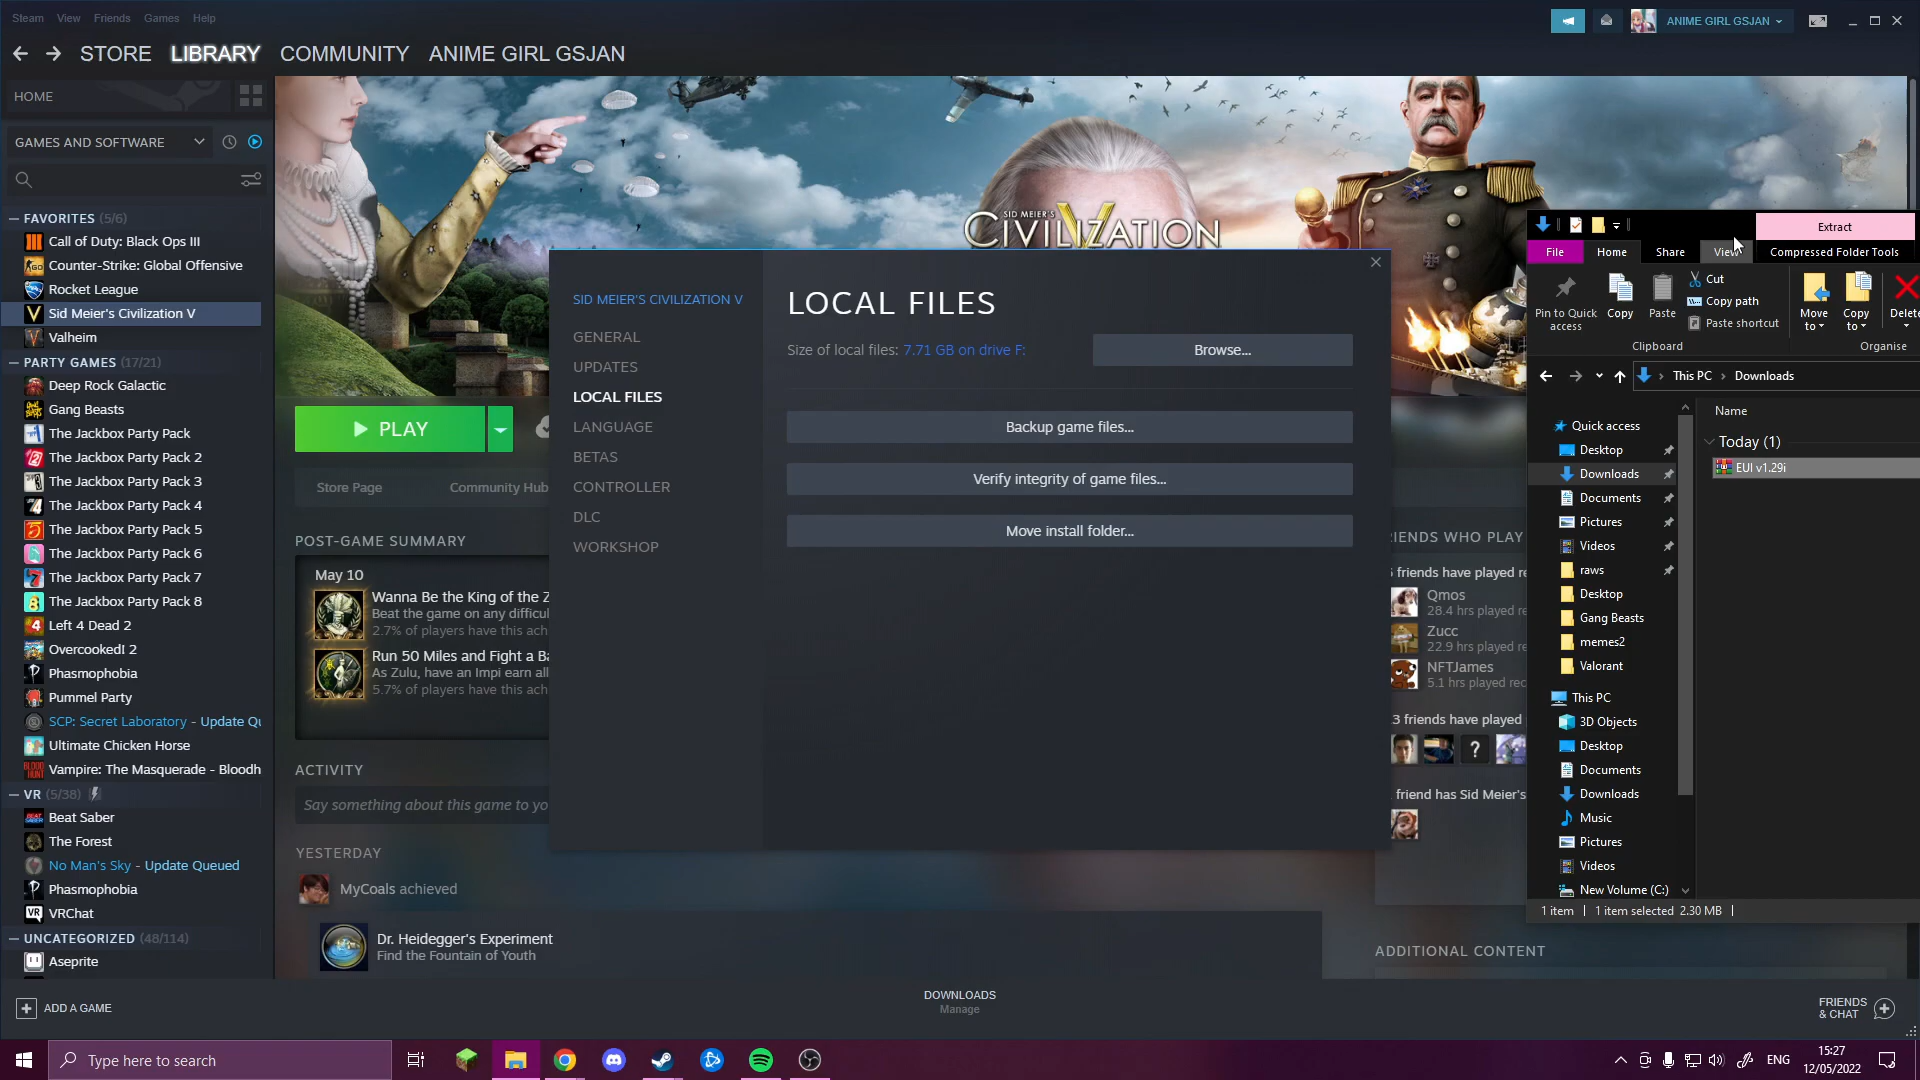 Steam View Friends Games Help
ANIME GIRL GSJAN
STORE LIBRARY COMMUNITY ANIME GIRL GSJAN
HOME
GAMES AND SOFTWARE
FAVORITES (5/6)
Call of Duty: Black Ops III
Counter-Strike: Global Offensive
Rocket League
Sid Meier's Civilization V
Valheim
PARTY GAMES (17/21)
Deep Rock Galactic
Gang Beasts
The Jackbox Party Pack
The Jackbox Party Pack 2
The Jackbox Party Pack 3
The Jackbox Party Pack 4
The Jackbox Party Pack 5
The Jackbox Party Pack 6
The Jackbox Party Pack 7
The Jackbox Party Pack 8
Left 4 Dead 2
Overcooked! 2
Phasmophobia
Pummel Party
SCP: Secret Laboratory - Update Qu
Ultimate Chicken Horse
Vampire: The Masquerade - Bloodh
VR (5/38)
Beat Saber
The Forest
No Man's Sky - Update Queued
Phasmophobia
VRChat
UNCATEGORIZED (48/114)
Aseprite
ADD A GAME
SID MEIER'S
CIVILIZATION V
PLAY
Store Page Community Hub
POST-GAME SUMMARY
May 10
Wanna Be the King of the Z
Beat the game on any difficul
2.7% of players have this ach
Run 50 Miles and Fight a Ba
As Zulu, have an Impi earn all
5.7% of players have this ach
ACTIVITY
Say something about this game to yo
YESTERDAY
MyCoals achieved
Dr. Heidegger's Experiment
Find the Fountain of Youth
SID MEIER'S CIVILIZATION V
GENERAL
UPDATES
LOCAL FILES
LANGUAGE
BETAS
CONTROLLER
DLC
WORKSHOP
LOCAL FILES
Size of local files: 7.71 GB on drive F:
Browse...
Backup game files...
Verify integrity of game files...
Move install folder...
IENDS WHO PLAY
friends have played re
Qmos
28.4 hrs played re
Zucc
22.9 hrs played re
NFTJames
5.1 hrs played rec
3 friends have played
friend has Sid Meier's
ADDITIONAL CONTENT
DOWNLOADS
Manage
FRIENDS
& CHAT
Extract
File Home Share View Compressed Folder Tools
Pin to Quick
access
Copy
Paste
Cut
Copy path
Paste shortcut
Move
to
Copy
to
Delete
Clipboard
Organise
This PC > Downloads
Quick access
Desktop
Downloads
Documents
Pictures
Videos
raws
Desktop
Gang Beasts
memes2
Valorant
This PC
3D Objects
Desktop
Documents
Downloads
Music
Pictures
Videos
New Volume (C:)
Name
Today (1)
EUI v1.29i
1 item 1 item selected 2.30 MB
Type here to search
ENG
15:27
12/05/2022